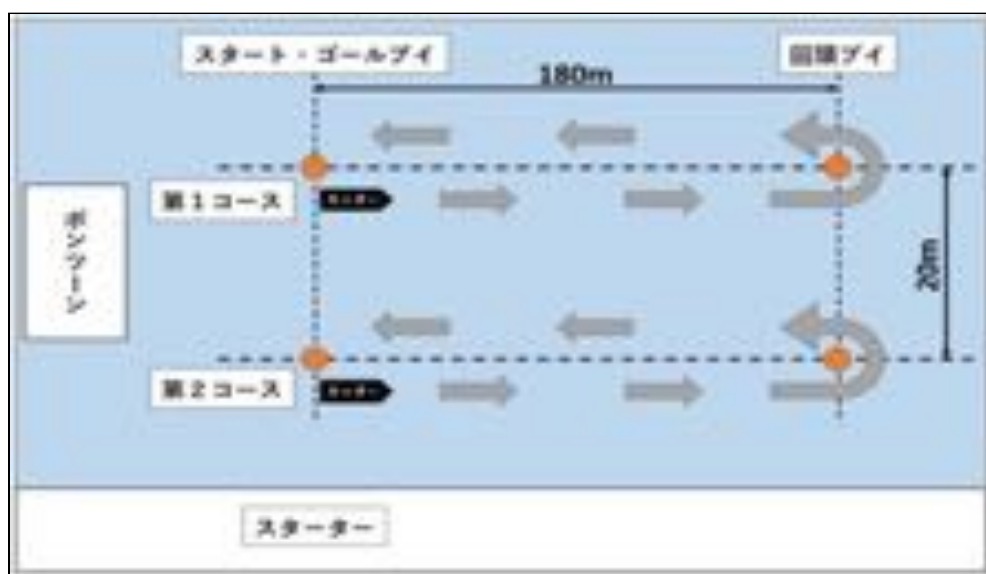 スタート・ゴールブイ
回頭ブイ
180m
第1コース
ポンツーン
20m
第2コース
スターター